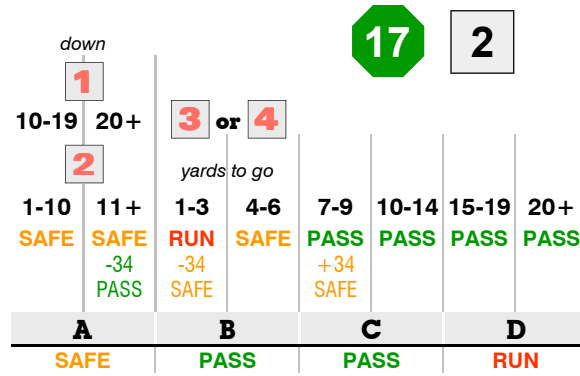 17 2
down
1
10-19 20+ 3 or 4
2 yards to go
1-10 11+ 1-3 4-6 7-9 10-14 15-19 20+
SAFE SAFE RUN SAFE PASS PASS PASS PASS
-34 -34 +34
PASS SAFE SAFE
A B C D
SAFE PASS PASS RUN